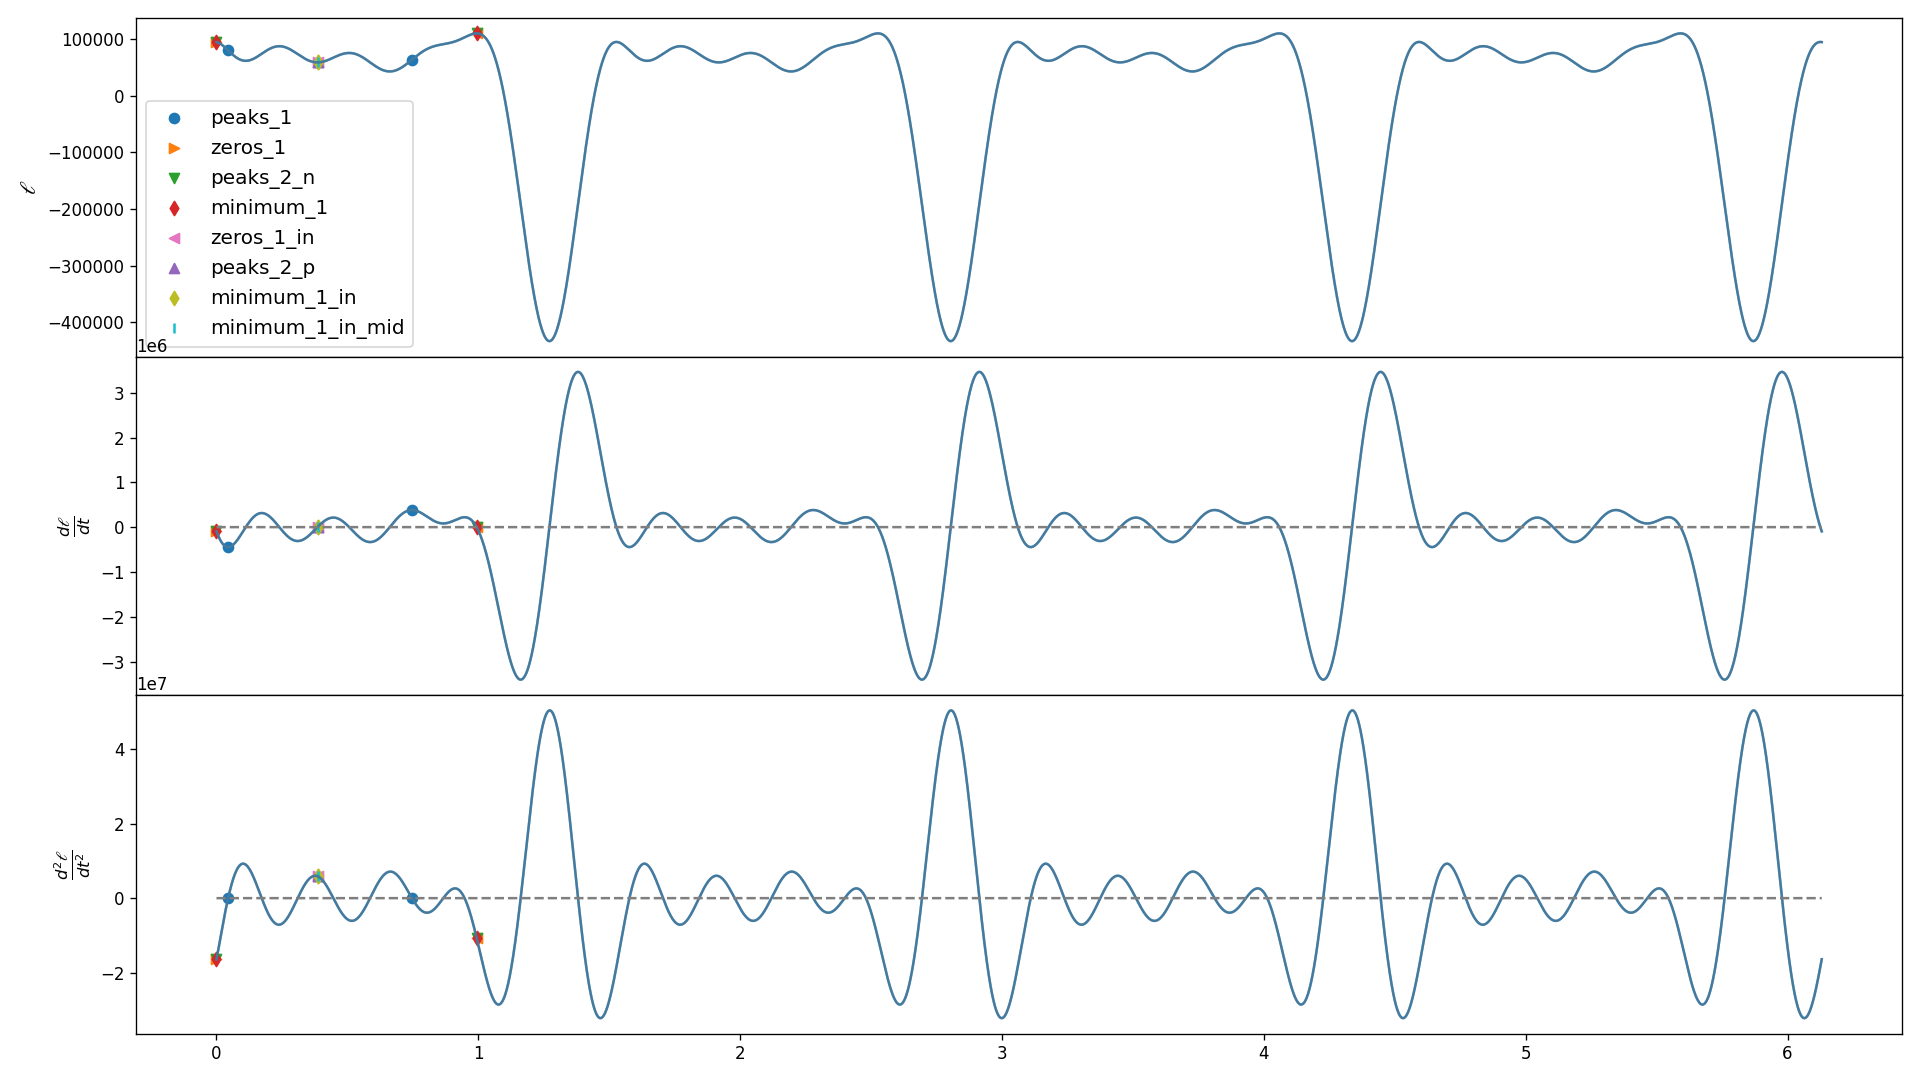 100000
0
−100000
−200000
−300000
−400000
ℓ
peaks_1
zeros_1
peaks_2_n
minimum_1
zeros_1_in
peaks_2_p
minimum_1_in
minimum_1_in_mid
1e6
3
2
1
0
−1
−2
−3
dℓ/dt
1e7
4
2
0
−2
d²ℓ/dt²
0 1 2 3 4 5 6